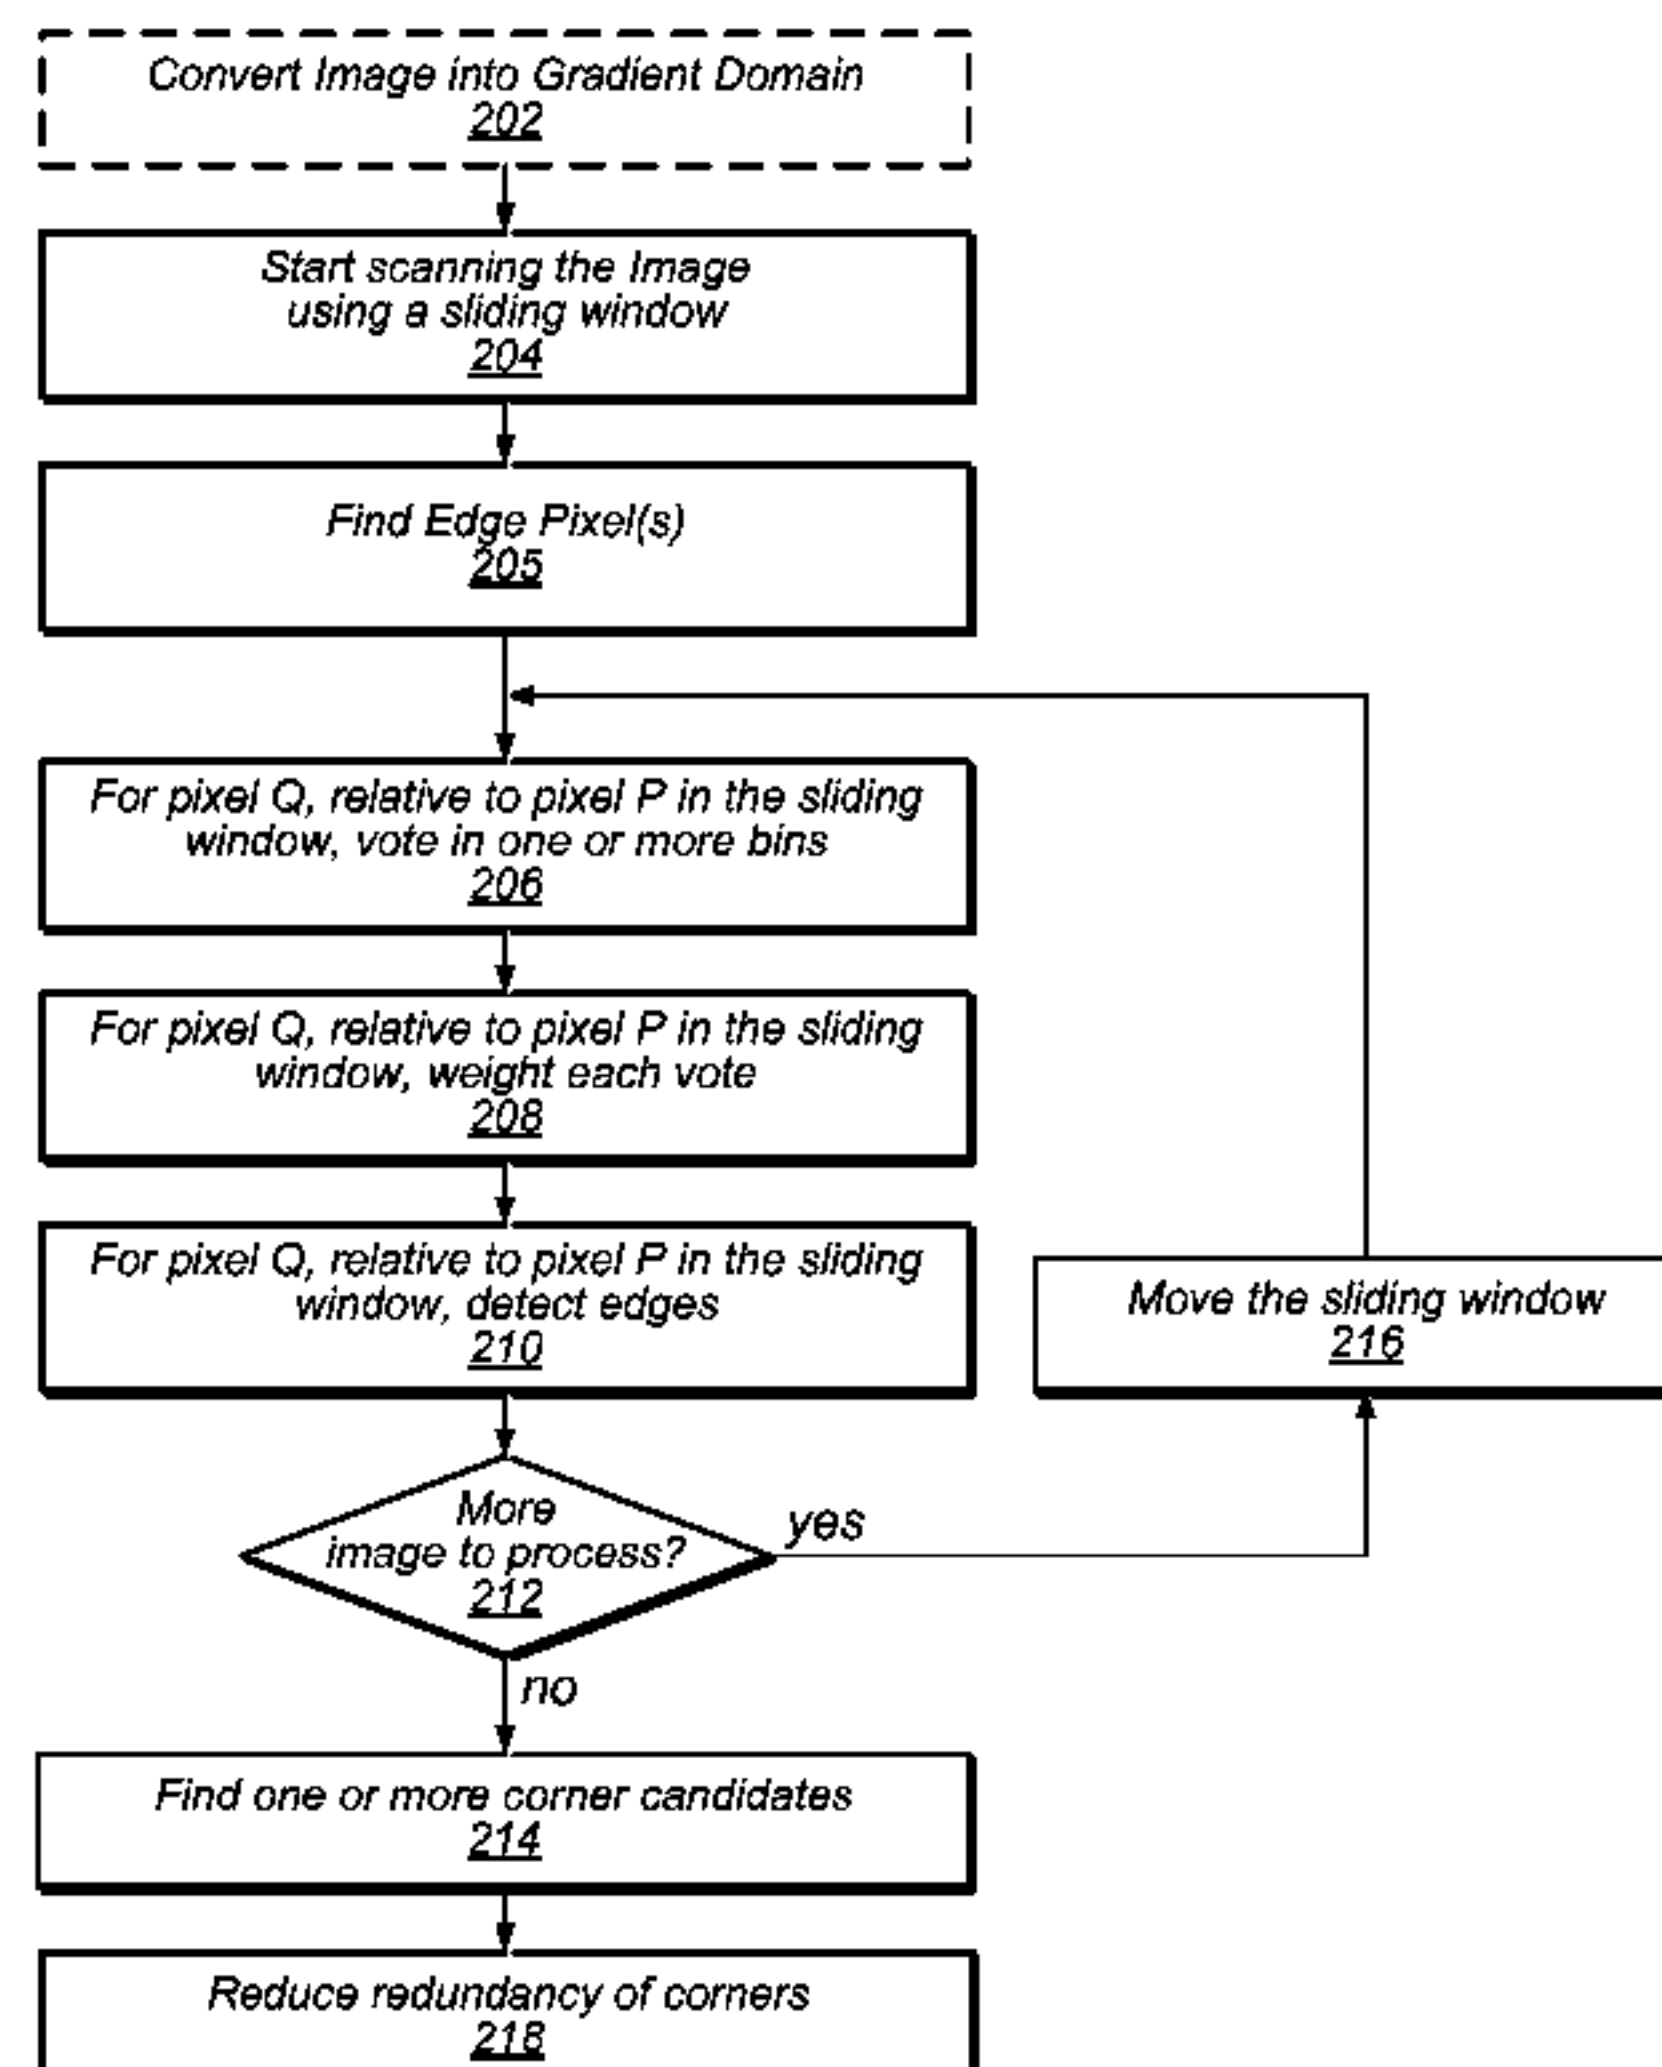 Convert Image into Gradient Domain
202
Start scanning the Image
using a sliding window
204
Find Edge Pixel(s)
205
For pixel Q, relative to pixel P in the sliding
window, vote in one or more bins
206
For pixel Q, relative to pixel P in the sliding
window, weight each vote
208
For pixel Q, relative to pixel P in the sliding
window, detect edges
210
Move the sliding window
216
More
image to process?
212
yes
no
Find one or more corner candidates
214
Reduce redundancy of corners
218